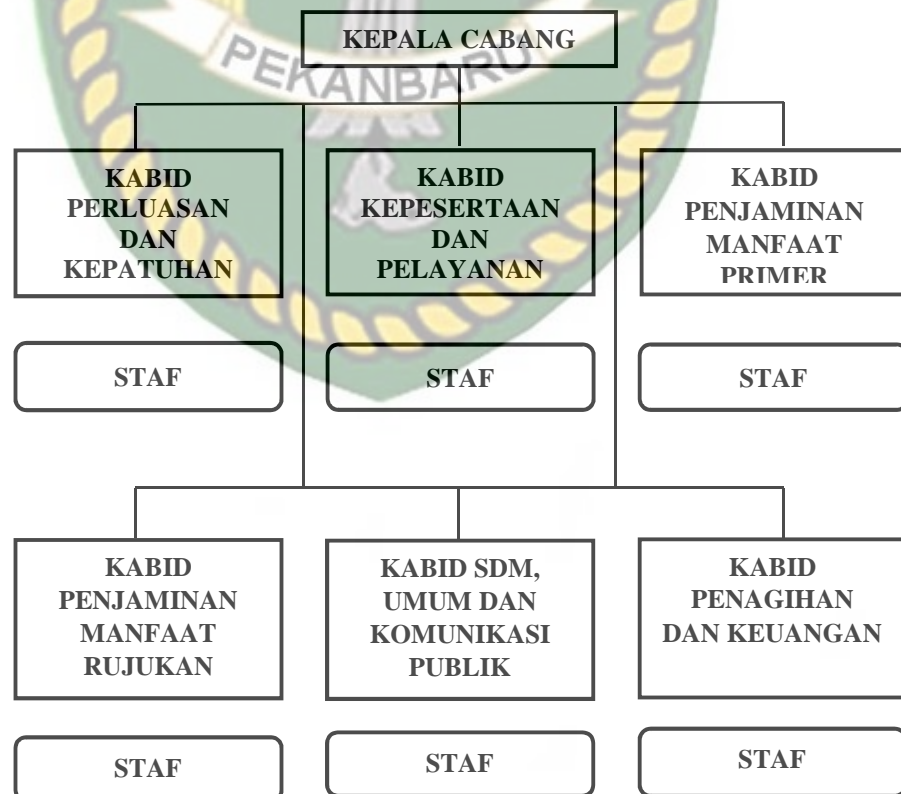 KEPALA CABANG
PEKANBARU
KABID
PERLUASAN
DAN
KEPATUHAN
KABID
KEPESERTAAN
DAN
PELAYANAN
KABID
PENJAMINAN
MANFAAT
PRIMER
STAF
STAF
STAF
KABID
PENJAMINAN
MANFAAT
RUJUKAN
KABID SDM,
UMUM DAN
KOMUNIKASI
PUBLIK
KABID
PENAGIHAN
DAN KEUANGAN
STAF
STAF
STAF